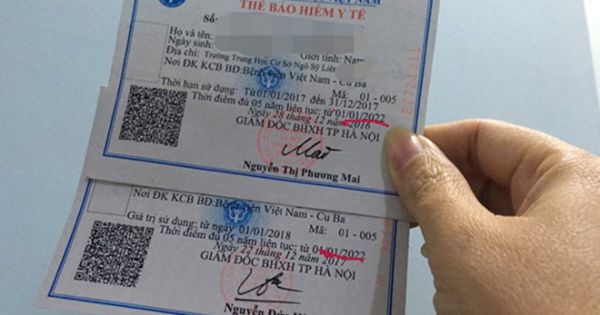 VIỆT NAM
THẺ BẢO HIỂM Y TẾ
Số:
Họ và tên:
Ngày sinh: Giới tính: Nam
Địa chỉ: Trường Trung Học Cơ Sở Ngô Sỹ Liên
Nơi ĐK KCB BĐ: Bệnh viện Việt Nam - Cu Ba
Mã: 01 - 005
Thời hạn sử dụng: Từ 01/01/2017 đến 31/12/2017
Thời điểm đủ 05 năm liên tục: từ 01/01/2022
Ngày 28 tháng 12 năm 2016
GIÁM ĐỐC BHXH TP HÀ NỘI
Nguyễn Thị Phương Mai
Nơi ĐK KCB BĐ: Bệnh viện Việt Nam - Cu Ba
Mã: 01 - 005
Giá trị sử dụng: từ ngày 01/01/2018
Thời điểm đủ 05 năm liên tục: từ 01/01/2022
Ngày 22 tháng 12 năm 2017
GIÁM ĐỐC BHXH TP HÀ NỘI
Nguyễn